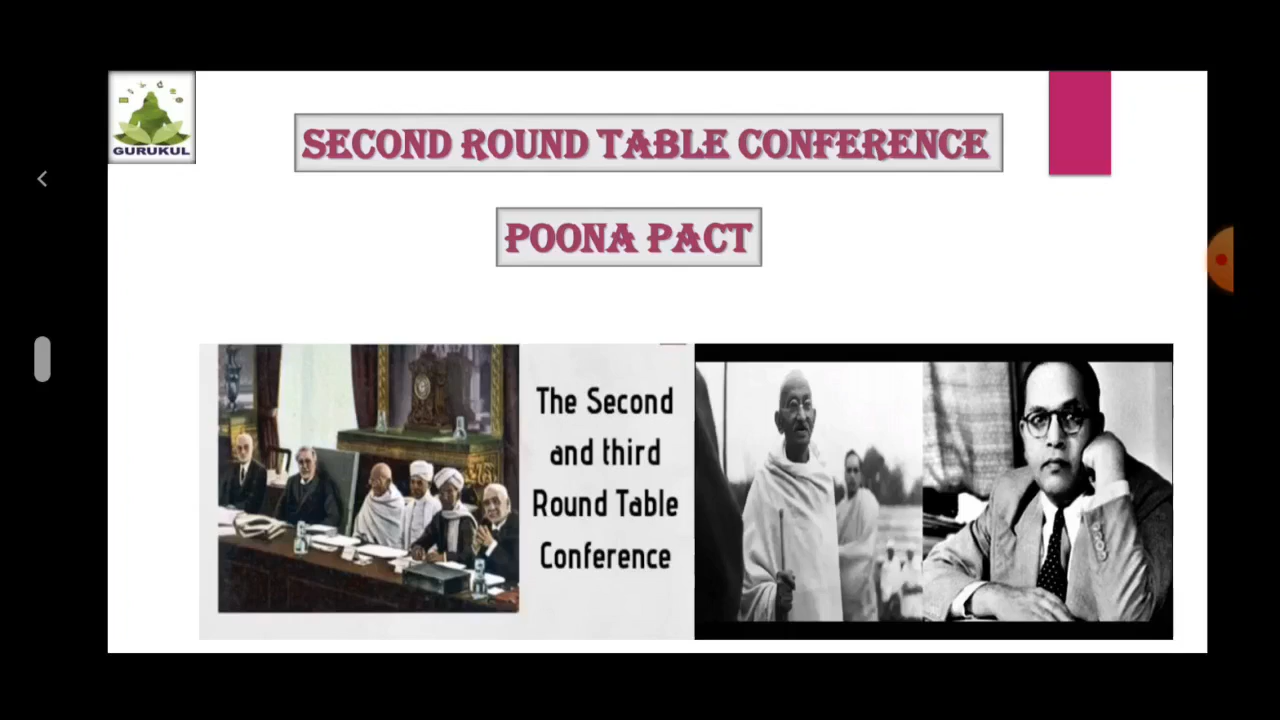 GURUKUL
SECOND ROUND TABLE CONFERENCE
POONA PACT
The Second
and third
Round Table
Conference